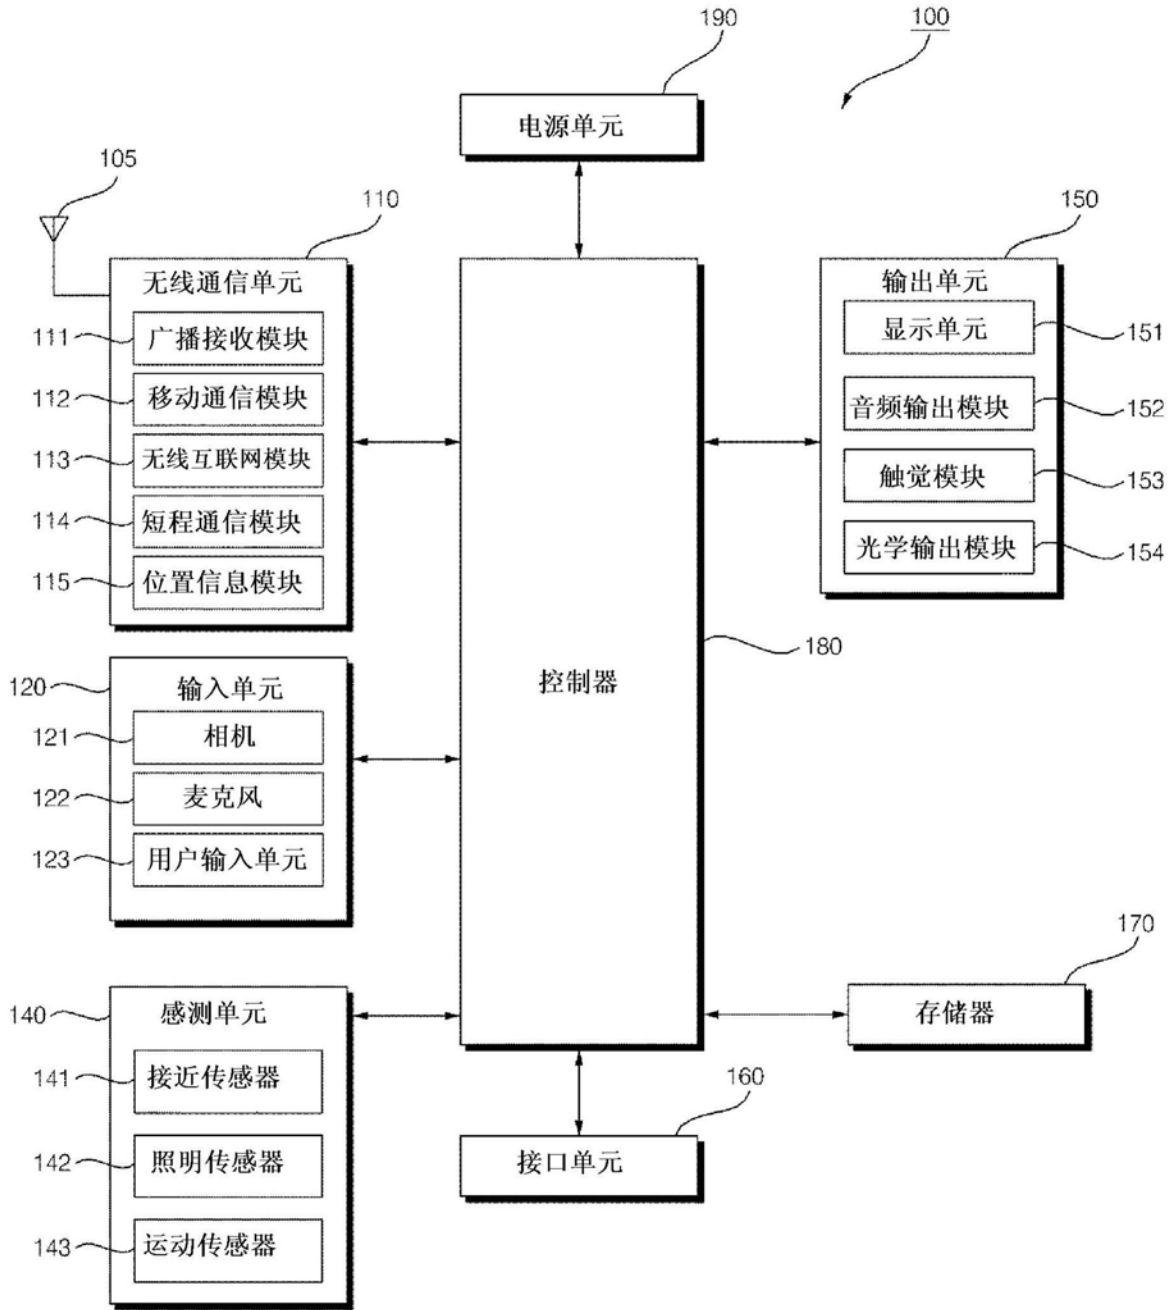 190
100
电源单元
105
110
150
无线通信单元
111
广播接收模块
112
移动通信模块
113
无线互联网模块
114
短程通信模块
115
位置信息模块
输出单元
显示单元
151
音频输出模块
152
触觉模块
153
光学输出模块
154
控制器
180
120
输入单元
121
相机
122
麦克风
123
用户输入单元
170
存储器
140
感测单元
141
接近传感器
142
照明传感器
143
运动传感器
160
接口单元